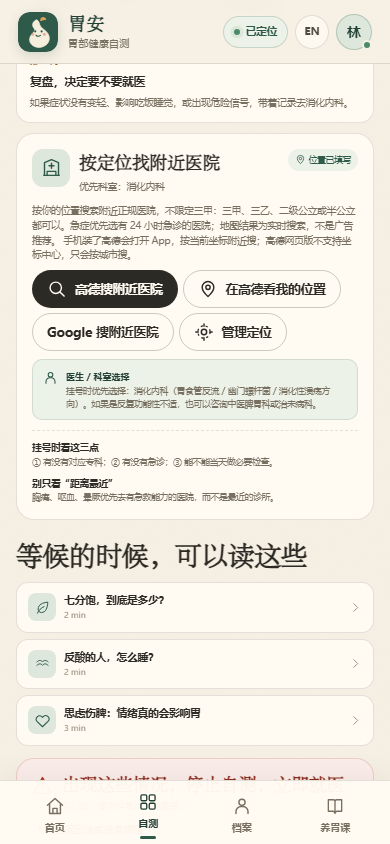 胃安
胃部健康自测
已定位
EN
林
复盘，决定要不要就医
如果症状没有变轻、影响吃饭睡觉，或出现危险信号，带着记录去消化内科。
按定位找附近医院
优先科室：消化内科
位置已填写
按你的位置搜索附近正规医院，不限定三甲：三甲、三乙、二级公立或半公立
都可以。急症优先选有 24 小时急诊的医院；地图结果为实时搜索，不是广告
推荐。 手机装了高德会打开 App，按当前坐标附近搜；高德网页版不支持坐
标中心，只会按城市搜。
高德搜附近医院
在高德看我的位置
Google 搜附近医院
管理定位
医生 / 科室选择
挂号时优先选择：消化内科（胃食管反流 / 幽门螺杆菌 / 消化性溃疡方
向）。如果是反复功能性不适，也可以咨询中医脾胃科或治未病科。
挂号时看这三点
① 有没有对应专科；② 有没有急诊；③ 能不能当天做必要检查。
别只看“距离最近”
胸痛、呕血、晕厥优先去有急救能力的医院，而不是最近的诊所。
等候的时候，可以读这些
七分饱，到底是多少？
2 min
反酸的人，怎么睡？
2 min
思虑伤脾：情绪真的会影响胃
3 min
出现这些情况，停止自测，立即就医
首页
自测
档案
养胃课